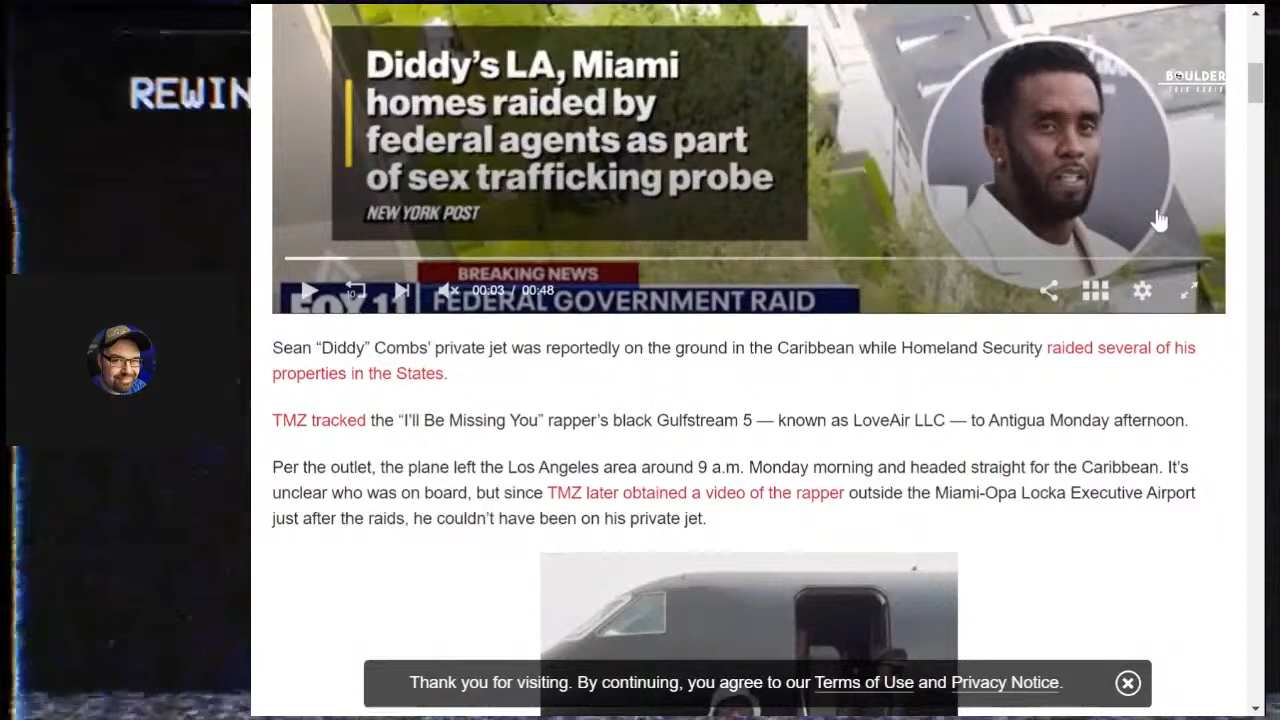 REWIN
Diddy's LA, Miami
homes raided by
federal agents as part
of sex trafficking probe
NEW YORK POST
BOULDER
TALK RADIO
BREAKING NEWS
FEDERAL GOVERNMENT RAID
10
00:03 / 00:48
Sean “Diddy” Combs’ private jet was reportedly on the ground in the Caribbean while Homeland Security raided several of his
properties in the States.
TMZ tracked the “I’ll Be Missing You” rapper’s black Gulfstream 5 — known as LoveAir LLC — to Antigua Monday afternoon.
Per the outlet, the plane left the Los Angeles area around 9 a.m. Monday morning and headed straight for the Caribbean. It’s
unclear who was on board, but since TMZ later obtained a video of the rapper outside the Miami-Opa Locka Executive Airport
just after the raids, he couldn’t have been on his private jet.
Thank you for visiting. By continuing, you agree to our Terms of Use and Privacy Notice.